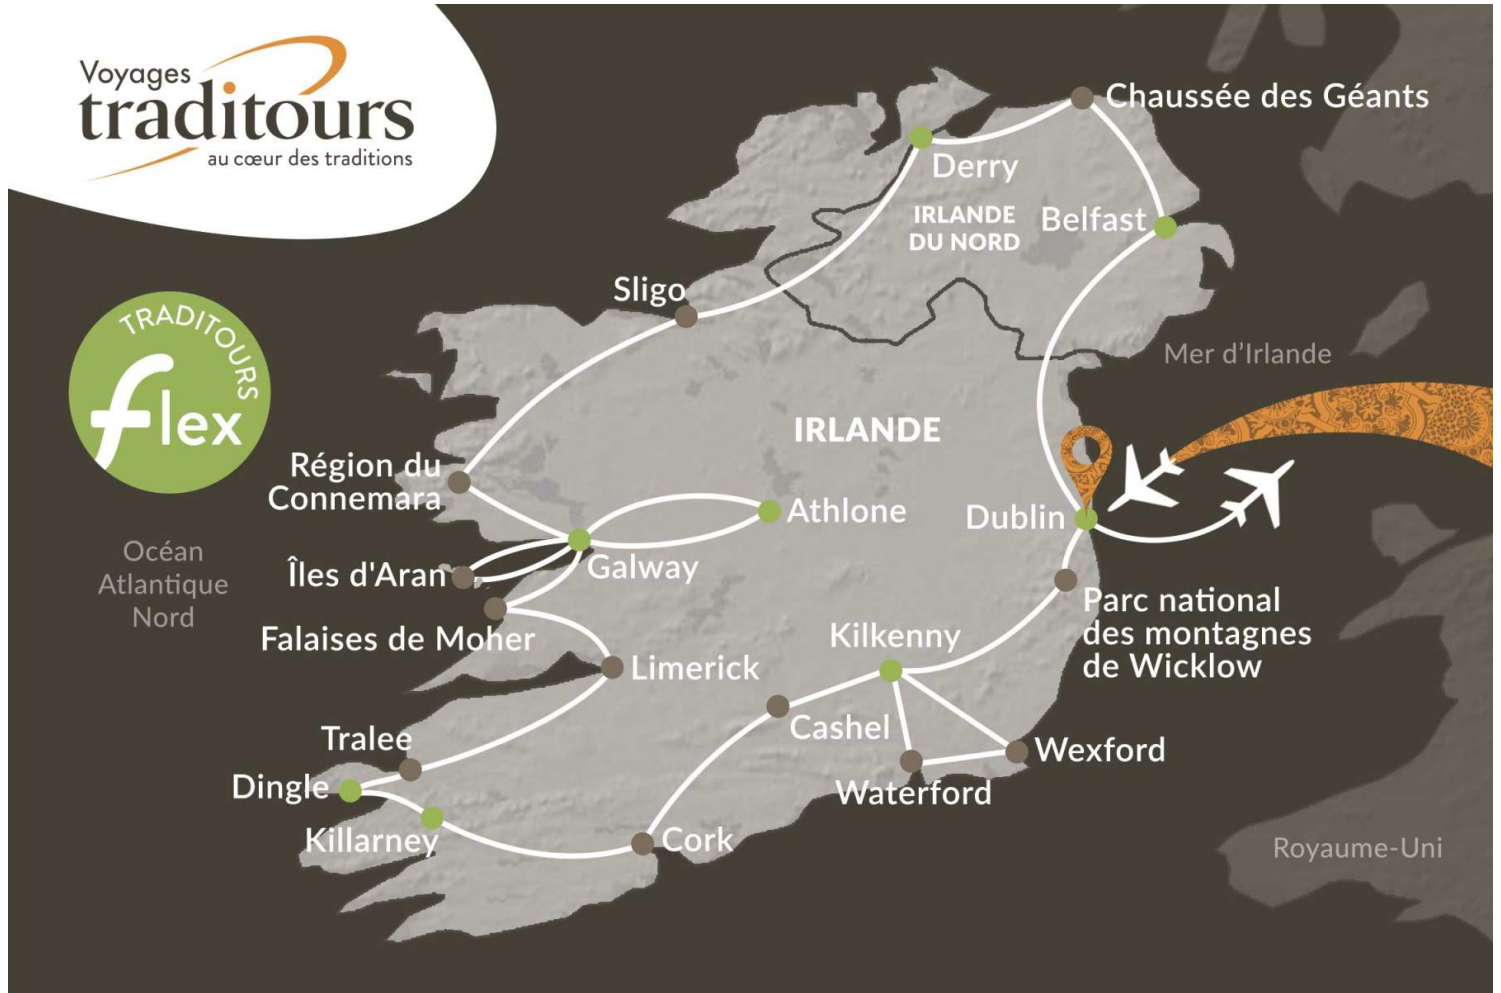 Voyages
traditours
au cœur des traditions
TRADITOURS
flex
Chaussée des Géants
Derry
IRLANDE
DU NORD
Belfast
Sligo
Mer d'Irlande
IRLANDE
Région du
Connemara
Athlone
Dublin
Océan
Atlantique
Nord
Îles d'Aran
Galway
Falaises de Moher
Parc national
des montagnes
de Wicklow
Kilkenny
Limerick
Cashel
Tralee
Wexford
Dingle
Waterford
Killarney
Cork
Royaume-Uni